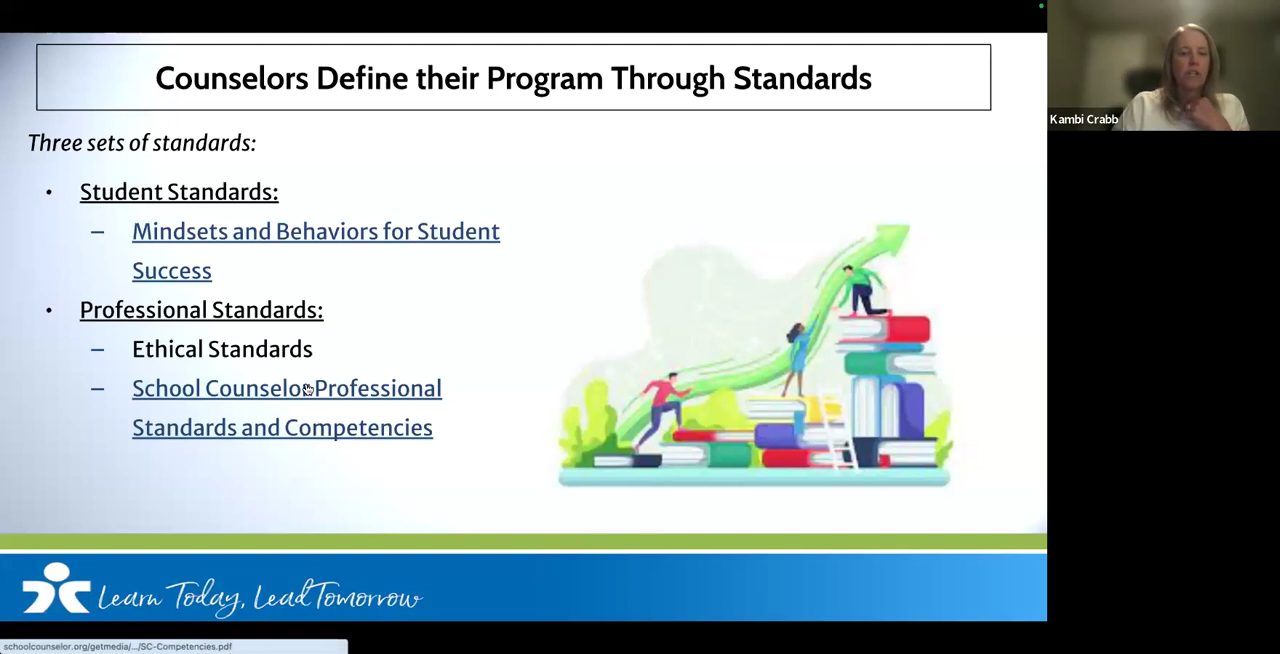 Counselors Define their Program Through Standards
Kambi Crabb
Three sets of standards:
• Student Standards:
– Mindsets and Behaviors for Student
Success
• Professional Standards:
– Ethical Standards
– School Counselor Professional
Standards and Competencies
Learn Today, Lead Tomorrow
schoolcounselor.org/getmedia/.../SC-Competencies.pdf